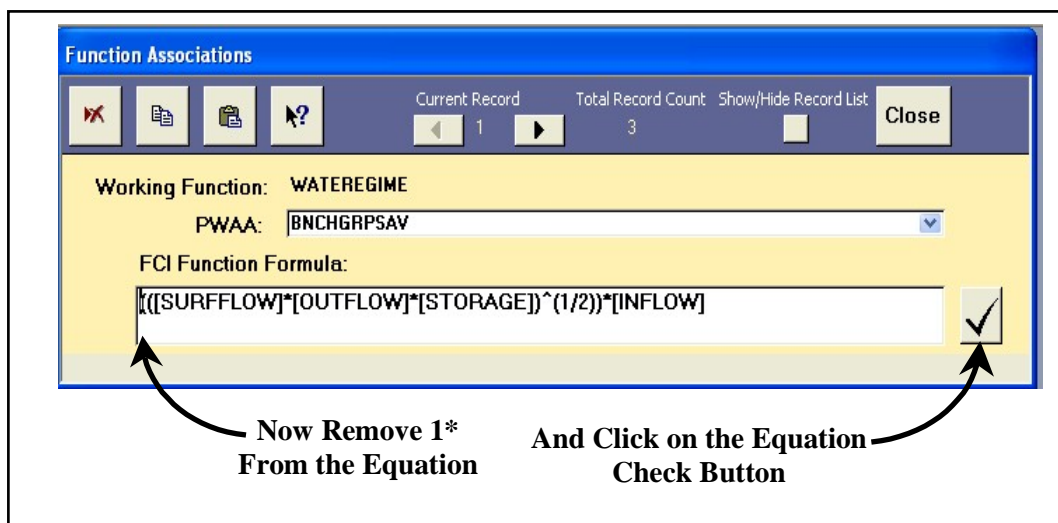 Function Associations
Current Record Total Record Count Show/Hide Record List
Close
1 3
Working Function: WATEREGIME
PWAA: BNCHGRPSAV
FCI Function Formula:
(([SURFFLOW]*[OUTFLOW]*[STORAGE])^(1/2))*[INFLOW]
Now Remove 1* And Click on the Equation
From the Equation Check Button